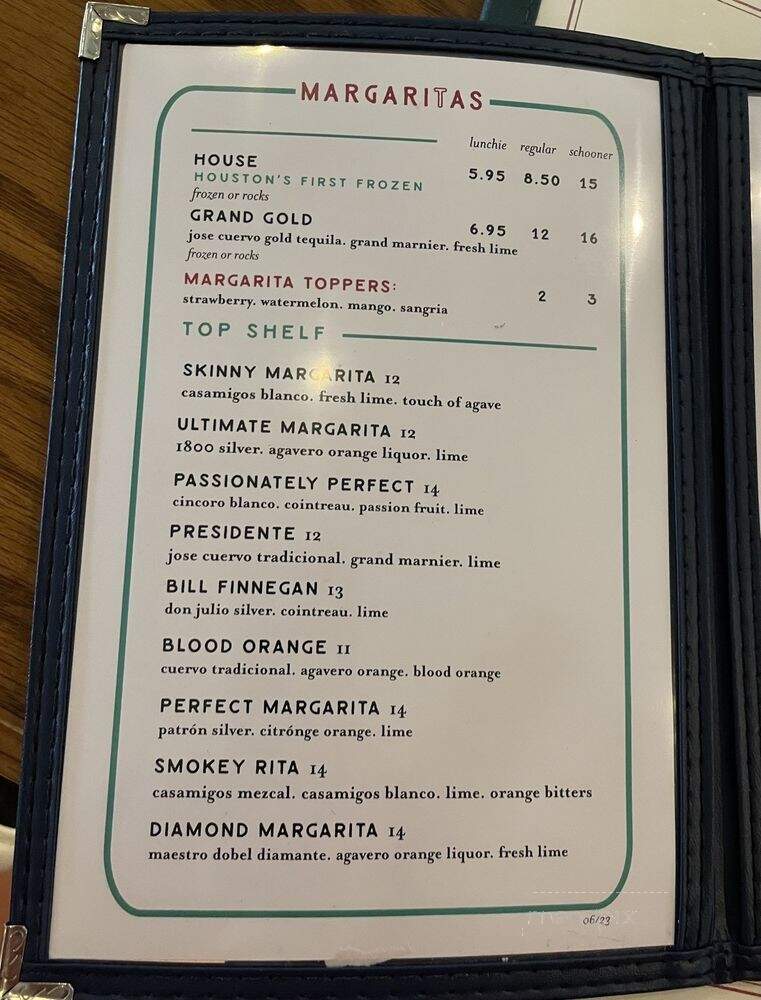 MARGARITAS
lunchie regular schooner
HOUSE 5.95 8.50 15
HOUSTON'S FIRST FROZEN
frozen or rocks
GRAND GOLD 6.95 12 16
jose cuervo gold tequila. grand marnier. fresh lime
frozen or rocks
MARGARITA TOPPERS: 2 3
strawberry. watermelon. mango. sangria
TOP SHELF
SKINNY MARGARITA 12
casamigos blanco. fresh lime. touch of agave
ULTIMATE MARGARITA 12
1800 silver. agavero orange liquor. lime
PASSIONATELY PERFECT 14
cincoro blanco. cointreau. passion fruit. lime
PRESIDENTE 12
jose cuervo tradicional. grand marnier. lime
BILL FINNEGAN 13
don julio silver. cointreau. lime
BLOOD ORANGE 11
cuervo tradicional. agavero orange. blood orange
PERFECT MARGARITA 14
patrón silver. citrónge orange. lime
SMOKEY RITA 14
casamigos mezcal. casamigos blanco. lime. orange bitters
DIAMOND MARGARITA 14
maestro dobel diamante. agavero orange liquor. fresh lime
06/23